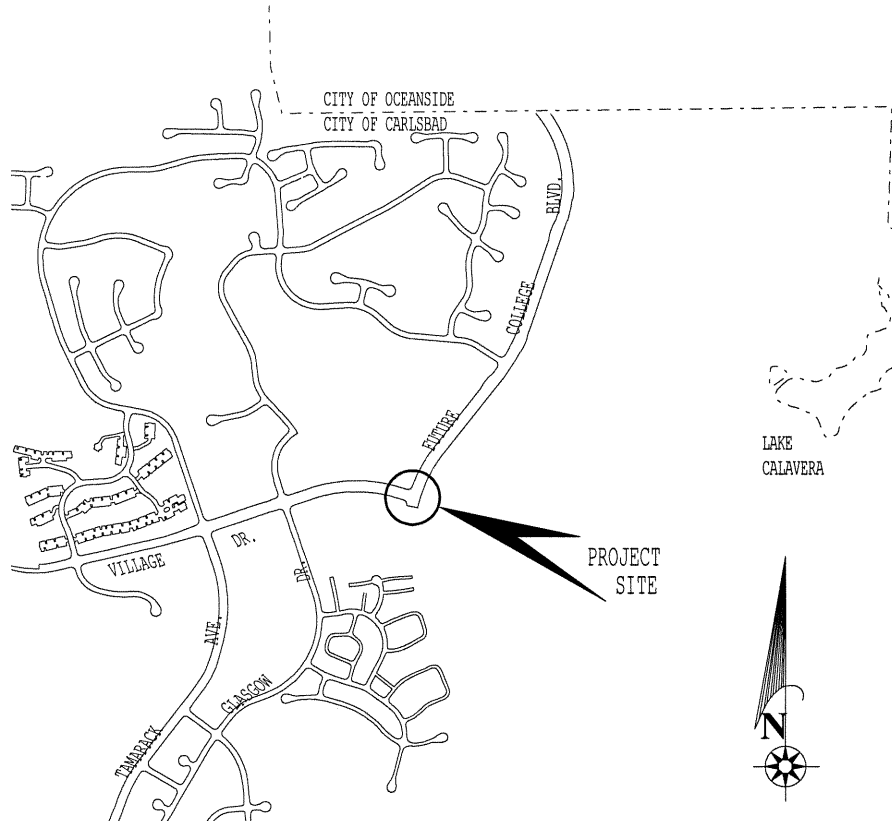 CITY OF OCEANSIDE
CITY OF CARLSBAD
BLVD.
COLLEGE
FUTURE
LAKE
CALAVERA
PROJECT
SITE
VILLAGE
DR.
DR.
AVE.
GLASGOW
TAMARACK
N